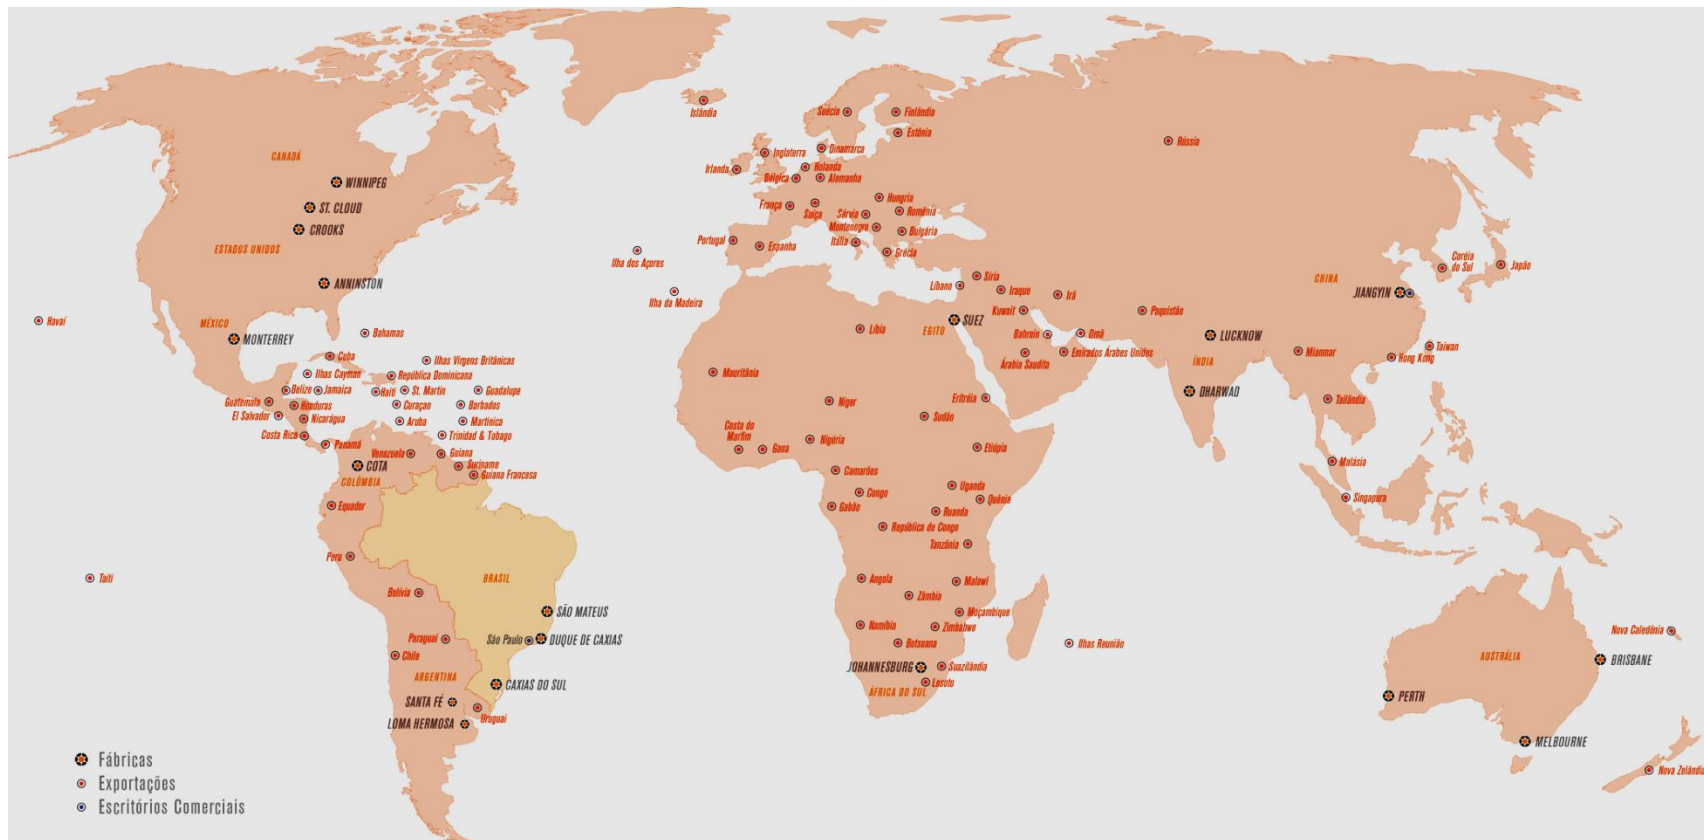 Islândia
Suécia
Finlândia
Estônia
Rússia
Inglaterra
Dinamarca
Irlanda
Holanda
Bélgica
Alemanha
CANADÁ
WINNIPEG
ST. CLOUD
CROOKS
ESTADOS UNIDOS
ANNINSTON
MÉXICO
MONTERREY
Havaí
França
Suíça
Hungria
Sérvia
Romênia
Montenegro
Bulgária
Portugal
Espanha
Itália
Grécia
Ilha dos Açores
Ilha da Madeira
Síria
Líbano
Iraque
Irã
Kuwait
Paquistão
EGITO
SUEZ
Líbia
Bahrein
Omã
Arábia Saudita
Emirados Árabes Unidos
CHINA
JIANGYIN
Coréia
do Sul
Japão
LUCKNOW
ÍNDIA
DHARWAD
Mianmar
Hong Kong
Taiwan
Tailândia
Malásia
Singapura
Bahamas
Cuba
Ilhas Virgens Britânicas
Ilhas Cayman
República Dominicana
Belize
Jamaica
Haiti
St. Martin
Guadalupe
Guatemala
Honduras
Curaçan
Barbados
El Salvador
Nicarágua
Aruba
Martinica
Costa Rica
Panamá
Trinidad & Tobago
Venezuela
Guiana
COTA
Suriname
COLÔMBIA
Guiana Francesa
Equador
Peru
Taiti
BRASIL
Bolívia
SÃO MATEUS
Paraguai
São Paulo
DUQUE DE CAXIAS
Chile
ARGENTINA
CAXIAS DO SUL
SANTA FÉ
Uruguai
LOMA HERMOSA
Mauritânia
Niger
Eritréia
Sudão
Costa do
Marfim
Gana
Nigéria
Etiópia
Camarões
Congo
Uganda
Quênia
Gabão
Ruanda
República do Congo
Tanzânia
Angola
Malawi
Zâmbia
Moçambique
Namíbia
Zimbabwe
Botsuana
Ilhas Reunião
JOHANNESBURG
Suazilândia
ÁFRICA DO SUL
Lesoto
Nova Caledônia
AUSTRÁLIA
BRISBANE
PERTH
MELBOURNE
Nova Zelândia
Fábricas
Exportações
Escritórios Comerciais